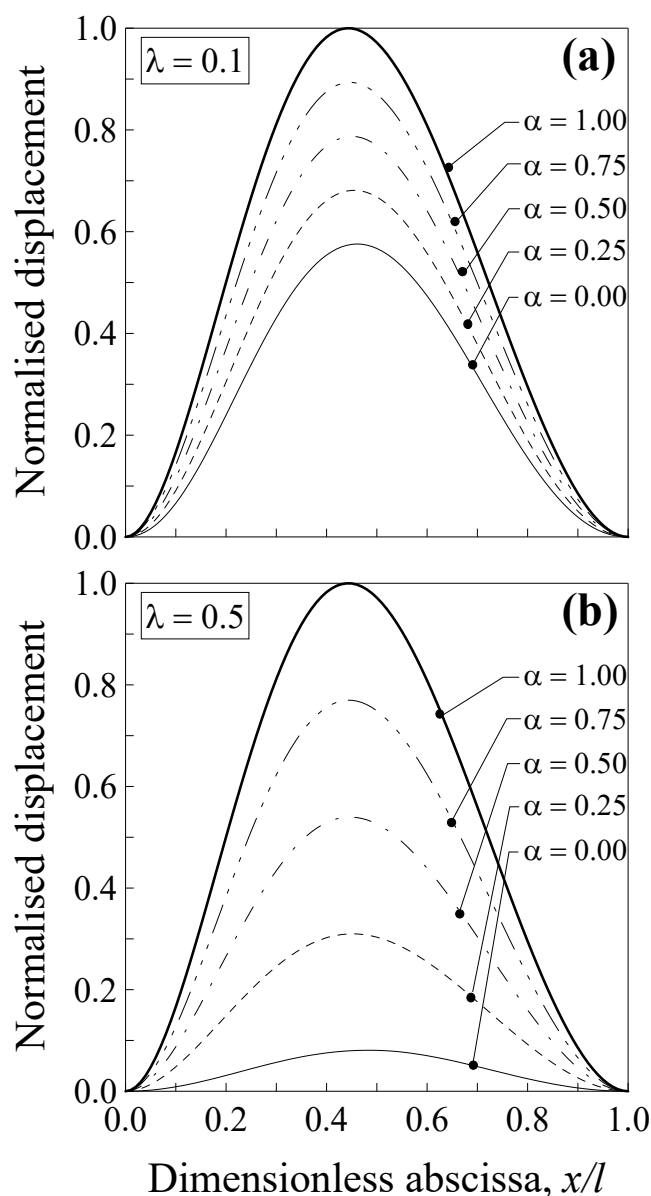 1.0
λ = 0.1
(a)
α = 1.00
0.8
α = 0.75
α = 0.50
0.6
α = 0.25
α = 0.00
0.4
0.2
0.0
Normalised displacement
1.0
λ = 0.5
(b)
α = 1.00
0.8
α = 0.75
α = 0.50
0.6
α = 0.25
α = 0.00
0.4
0.2
0.0
Normalised displacement
0.0 0.2 0.4 0.6 0.8 1.0
Dimensionless abscissa, x/l